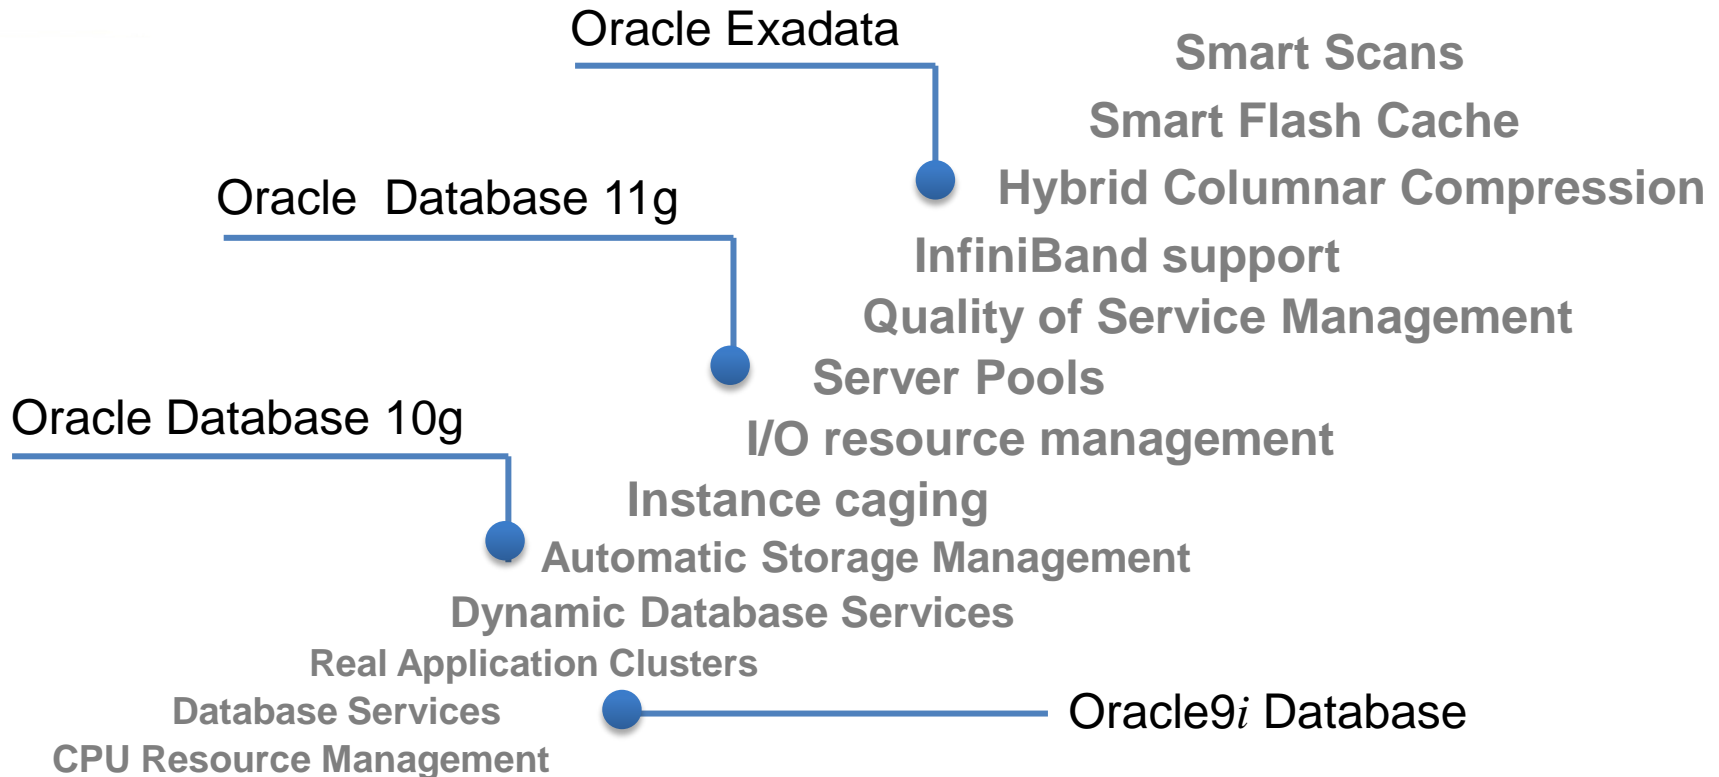 Oracle Exadata
Smart Scans
Smart Flash Cache
Hybrid Columnar Compression
Oracle Database 11g
InfiniBand support
Quality of Service Management
Server Pools
Oracle Database 10g
I/O resource management
Instance caging
Automatic Storage Management
Dynamic Database Services
Real Application Clusters
Database Services
Oracle9i Database
CPU Resource Management